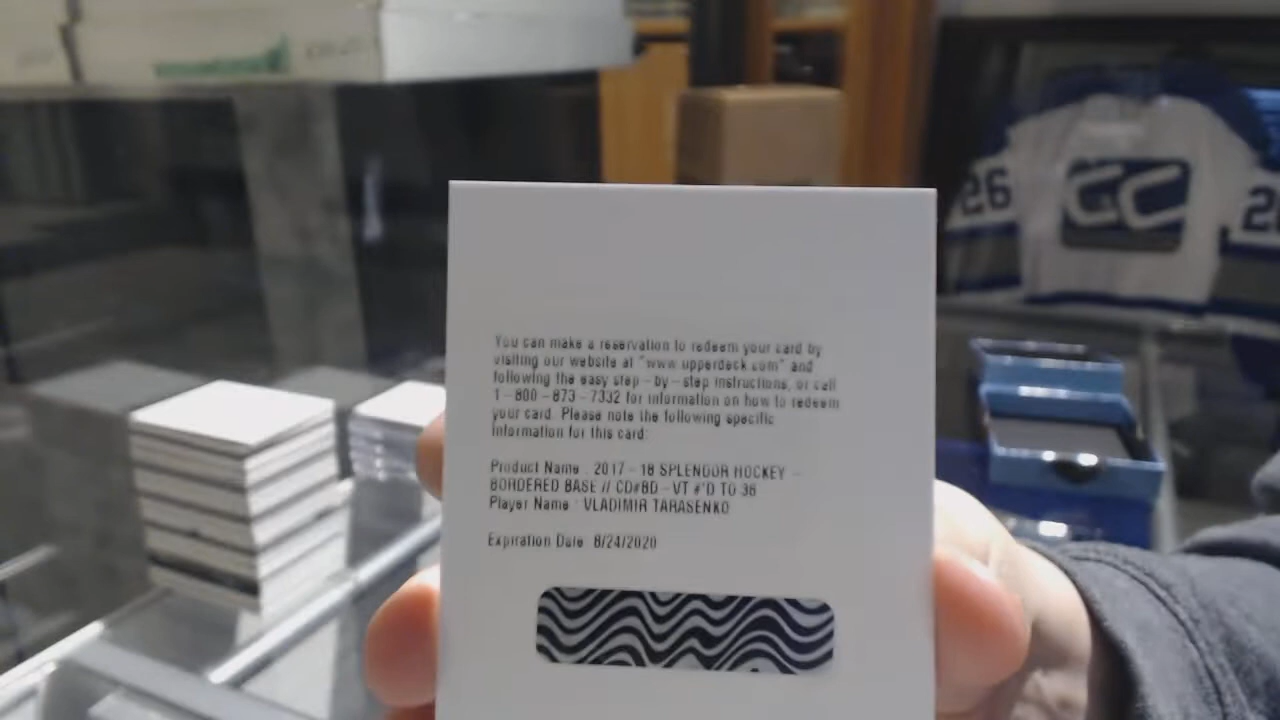 You can make a reservation to redeem your card by
visiting our website at "www.upperdeck.com" and
following the easy step - by - step instructions, or call
1 - 800 - 873 - 7332 for information on how to redeem
your card. Please note the following specific
information for this card:
Product Name : 2017 - 18 SPLENDOR HOCKEY -
BORDERED BASE // CD#BD - VT #'D TO 36
Player Name : VLADIMIR TARASENKO
Expiration Date 8/24/2020
26
CC
2